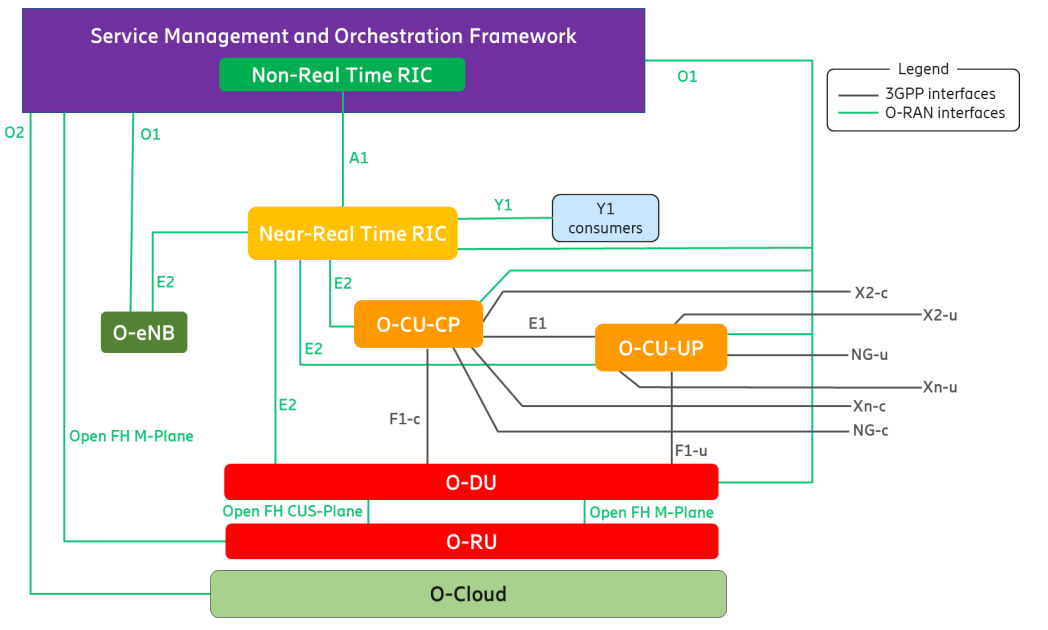 Service Management and Orchestration Framework
Non-Real Time RIC
O1
Legend
3GPP interfaces
O-RAN interfaces
O2
O1
A1
Near-Real Time RIC
Y1
Y1
consumers
E2
E2
O-eNB
O-CU-CP
E1
O-CU-UP
X2-c
X2-u
NG-u
Xn-u
Xn-c
NG-c
E2
E2
F1-c
F1-u
Open FH M-Plane
O-DU
Open FH CUS-Plane
Open FH M-Plane
O-RU
O-Cloud